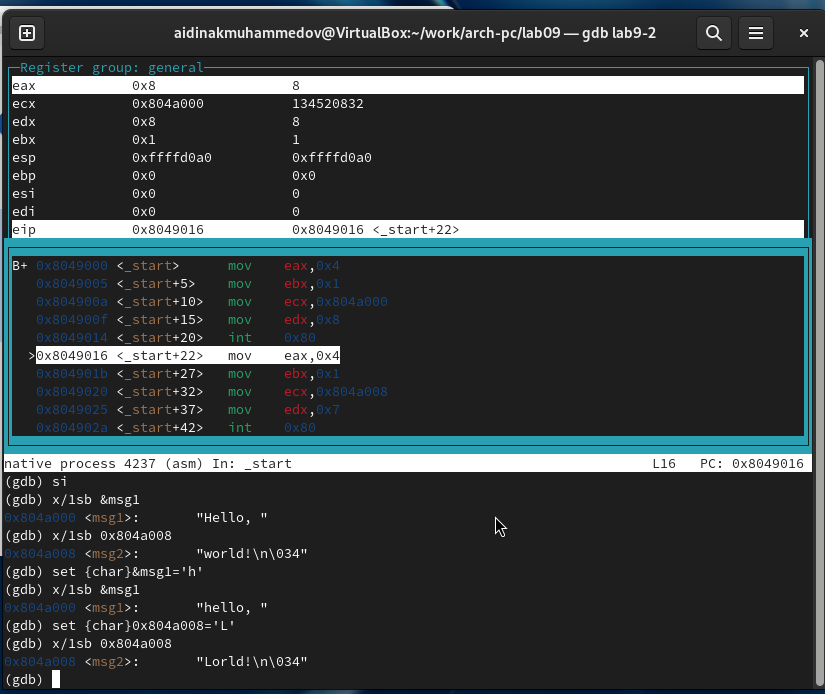 aidinakmuhammedov@VirtualBox:~/work/arch-pc/lab09 — gdb lab9-2
Register group: general
eax 0x8 8
ecx 0x804a000 134520832
edx 0x8 8
ebx 0x1 1
esp 0xffffd0a0 0xffffd0a0
ebp 0x0 0x0
esi 0x0 0
edi 0x0 0
eip 0x8049016 0x8049016 <_start+22>
B+ 0x8049000 <_start> mov eax,0x4
0x8049005 <_start+5> mov ebx,0x1
0x804900a <_start+10> mov ecx,0x804a000
0x804900f <_start+15> mov edx,0x8
0x8049014 <_start+20> int 0x80
>0x8049016 <_start+22> mov eax,0x4
0x804901b <_start+27> mov ebx,0x1
0x8049020 <_start+32> mov ecx,0x804a008
0x8049025 <_start+37> mov edx,0x7
0x804902a <_start+42> int 0x80
native process 4237 (asm) In: _start L16 PC: 0x8049016
(gdb) si
(gdb) x/1sb &msg1
0x804a000 <msg1>: "Hello, "
(gdb) x/1sb 0x804a008
0x804a008 <msg2>: "world!\n\034"
(gdb) set {char}&msg1='h'
(gdb) x/1sb &msg1
0x804a000 <msg1>: "hello, "
(gdb) set {char}0x804a008='L'
(gdb) x/1sb 0x804a008
0x804a008 <msg2>: "Lorld!\n\034"
(gdb)